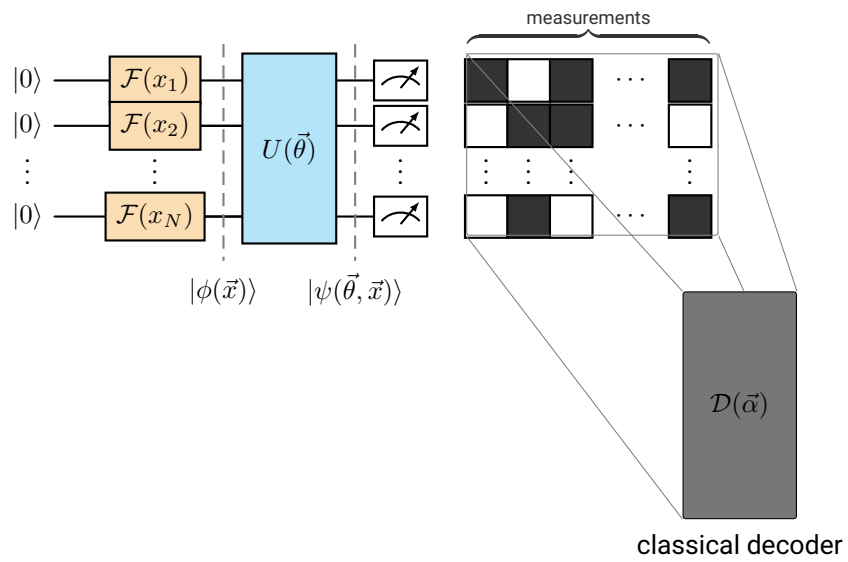 measurements
|0⟩ F(x₁) ⋯
|0⟩ F(x₂) U(θ⃗) ⋯
⋮ ⋮ ⋮ ⋮ ⋮ ⋮ ⋮
|0⟩ F(x_N) ⋯
|ϕ(x⃗)⟩ |ψ(θ⃗, x⃗)⟩
D(α⃗)
classical decoder